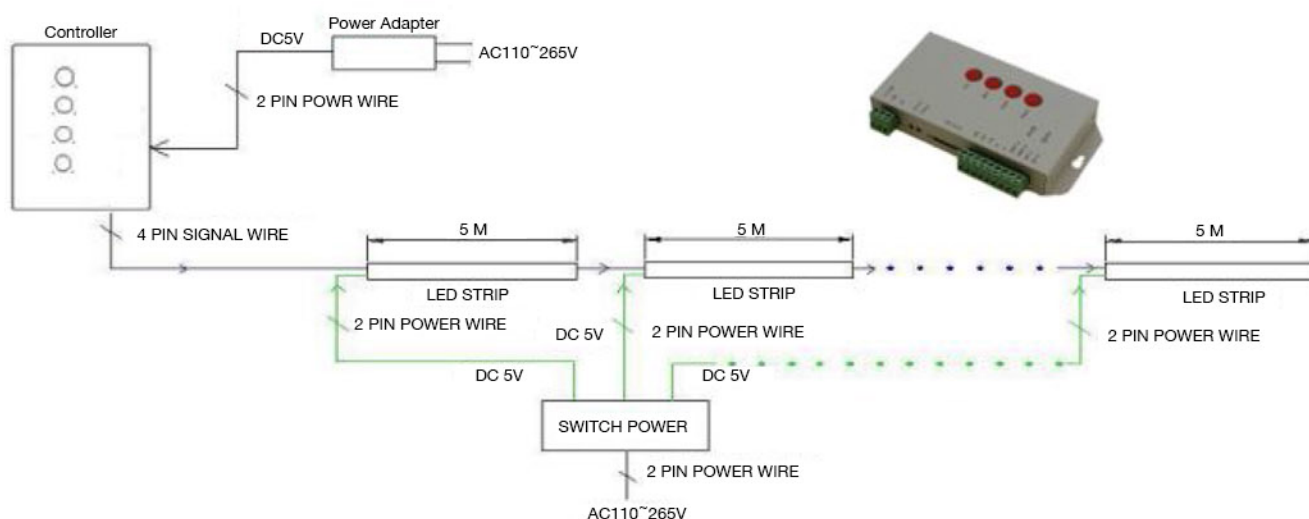 Controller
Power Adapter
DC5V
AC110~265V
2 PIN POWR WIRE
4 PIN SIGNAL WIRE
5 M
5 M
5 M
LED STRIP
LED STRIP
LED STRIP
2 PIN POWER WIRE
DC 5V
2 PIN POWER WIRE
2 PIN POWER WIRE
DC 5V
DC 5V
SWITCH POWER
2 PIN POWER WIRE
AC110~265V